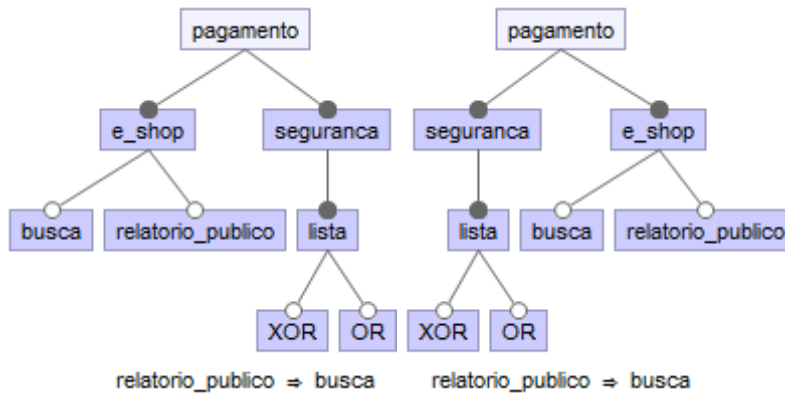 pagamento
pagamento
e_shop
seguranca
seguranca
e_shop
busca
relatorio_publico
lista
lista
busca
relatorio_publico
XOR
OR
XOR
OR
relatorio_publico ⇒ busca
relatorio_publico ⇒ busca